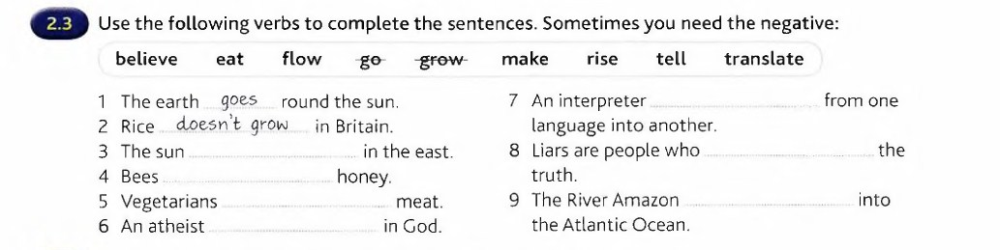 2.3 Use the following verbs to complete the sentences. Sometimes you need the negative:
believe eat flow go grow make rise tell translate
1 The earth goes round the sun.
2 Rice doesn't grow in Britain.
3 The sun in the east.
4 Bees honey.
5 Vegetarians meat.
6 An atheist in God.
7 An interpreter from one
language into another.
8 Liars are people who the
truth.
9 The River Amazon into
the Atlantic Ocean.